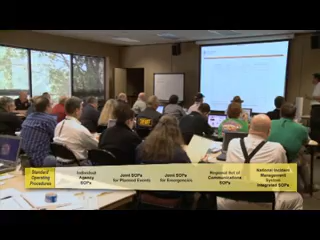 Standard
Operating
Procedures
Individual
Agency
SOPs
Joint SOPs
for Planned Events
Joint SOPs
for Emergencies
Regional Set of
Communications
SOPs
National Incident
Management
System
Integrated SOPs